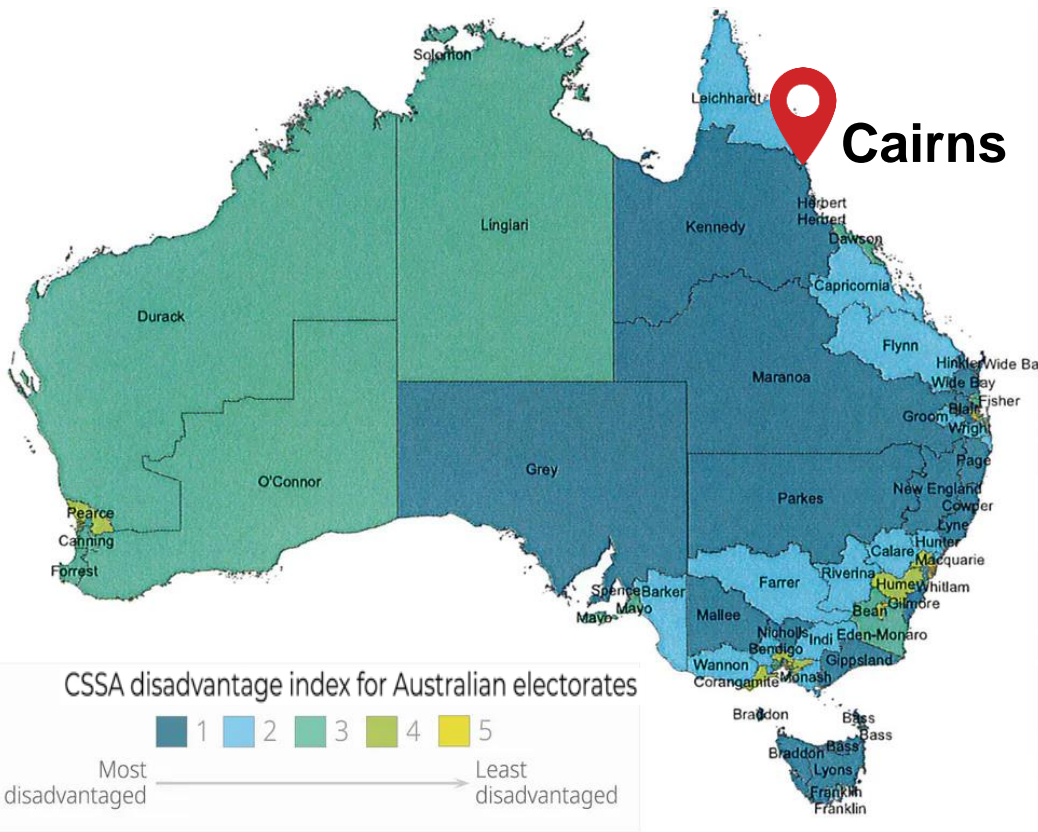 Solomon
Leichhardt
Cairns
Herbert
Herbert
Lingiari
Kennedy
Dawson
Capricornia
Durack
Flynn
Hinkler Wide Ba
Maranoa
Wide Bay
Fisher
Blair
Groom
Wright
Page
Grey
O'Connor
New England
Parkes
Cowper
Pearce
Lyne
Canning
Hunter
Calare
Macquarie
Forrest
Riverina
Farrer
Hume
Whitlam
Spence Barker
Gilmore
Mayo
Bean
Mayo
Mallee
Nicholls
Indi
Eden-Monaro
Bendigo
Gippsland
Wannon
Monash
Corangamite
CSSA disadvantage index for Australian electorates
1 2 3 4 5
Most
disadvantaged
Least
disadvantaged
Braddon
Bass
Bass
Bass
Braddon
Lyons
Franklin
Franklin